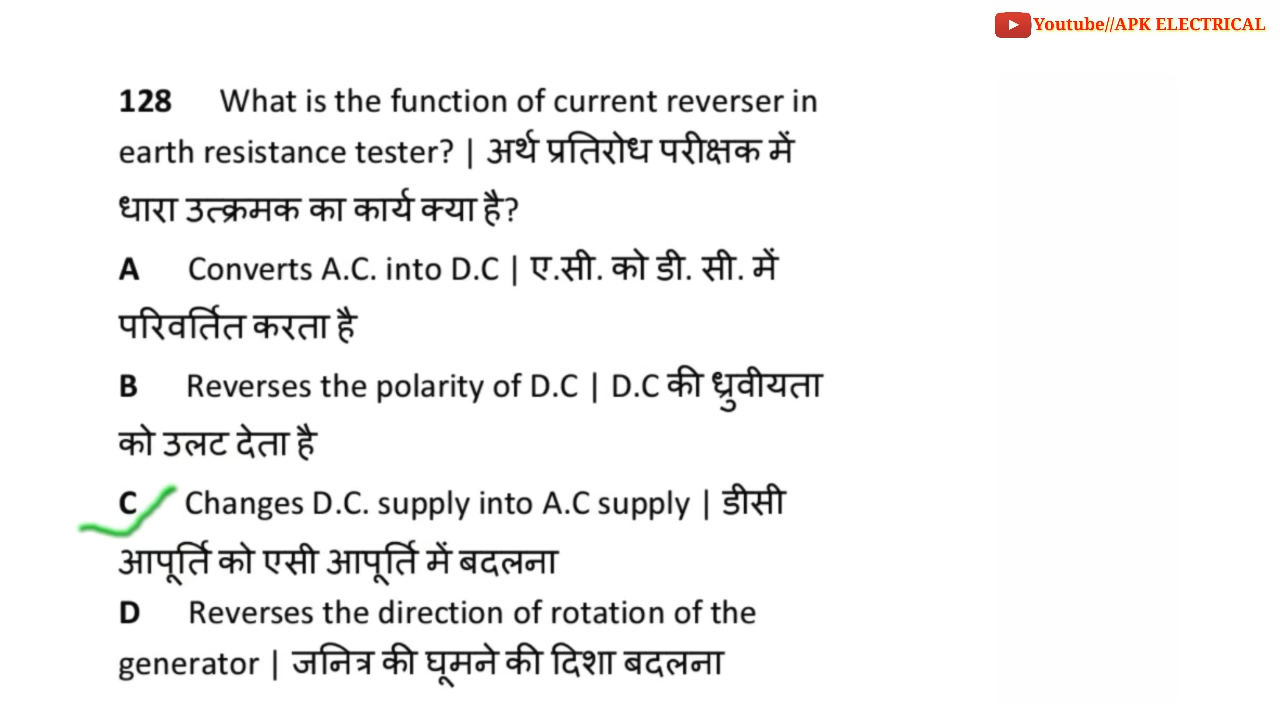 Youtube//APK ELECTRICAL
128 What is the function of current reverser in
earth resistance tester? | अर्थ प्रतिरोध परीक्षक में
धारा उत्क्रमक का कार्य क्या है?
A Converts A.C. into D.C | ए.सी. को डी. सी. में
परिवर्तित करता है
B Reverses the polarity of D.C | D.C की ध्रुवीयता
को उलट देता है
C Changes D.C. supply into A.C supply | डीसी
आपूर्ति को एसी आपूर्ति में बदलना
D Reverses the direction of rotation of the
generator | जनित्र की घूमने की दिशा बदलना